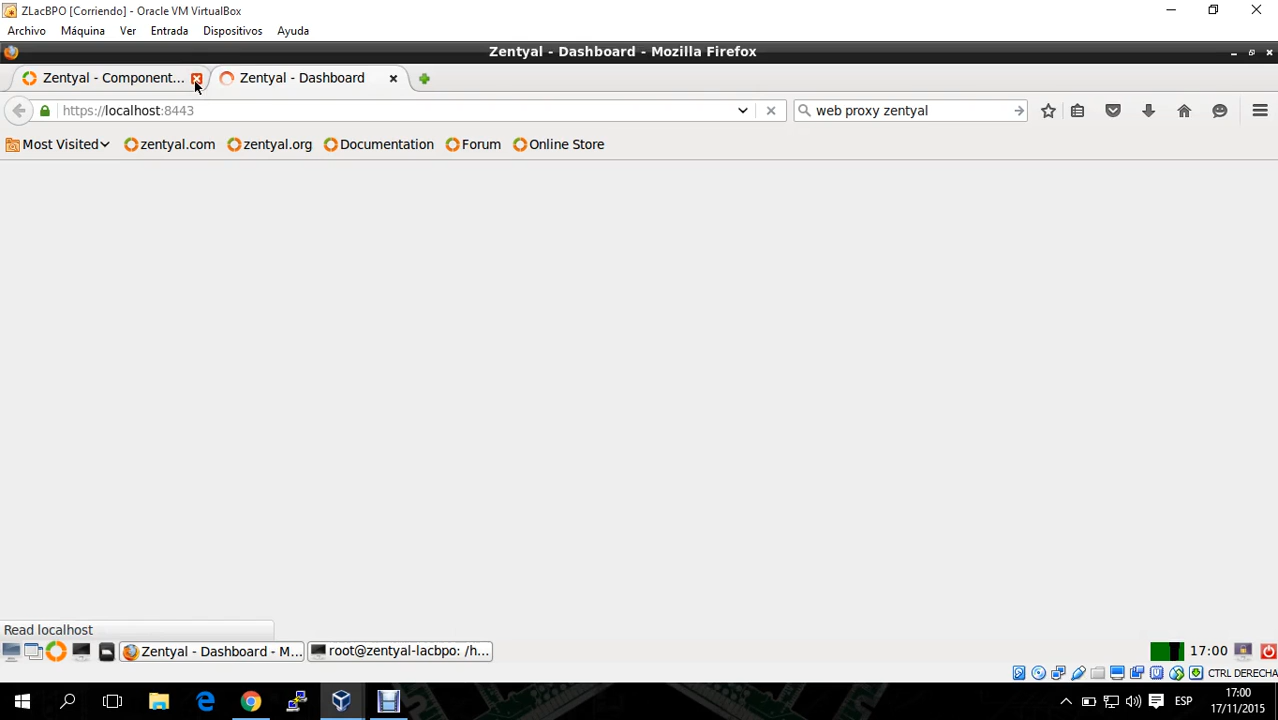 ZLacBPO [Corriendo] - Oracle VM VirtualBox
Archivo Máquina Ver Entrada Dispositivos Ayuda
Zentyal - Dashboard - Mozilla Firefox
Zentyal - Component... Zentyal - Dashboard
https://localhost:8443 web proxy zentyal
Most Visited zentyal.com zentyal.org Documentation Forum Online Store
Read localhost
Zentyal - Dashboard - M... root@zentyal-lacbpo: /h... 17:00
CTRL DERECHA
ESP 17:00
17/11/2015